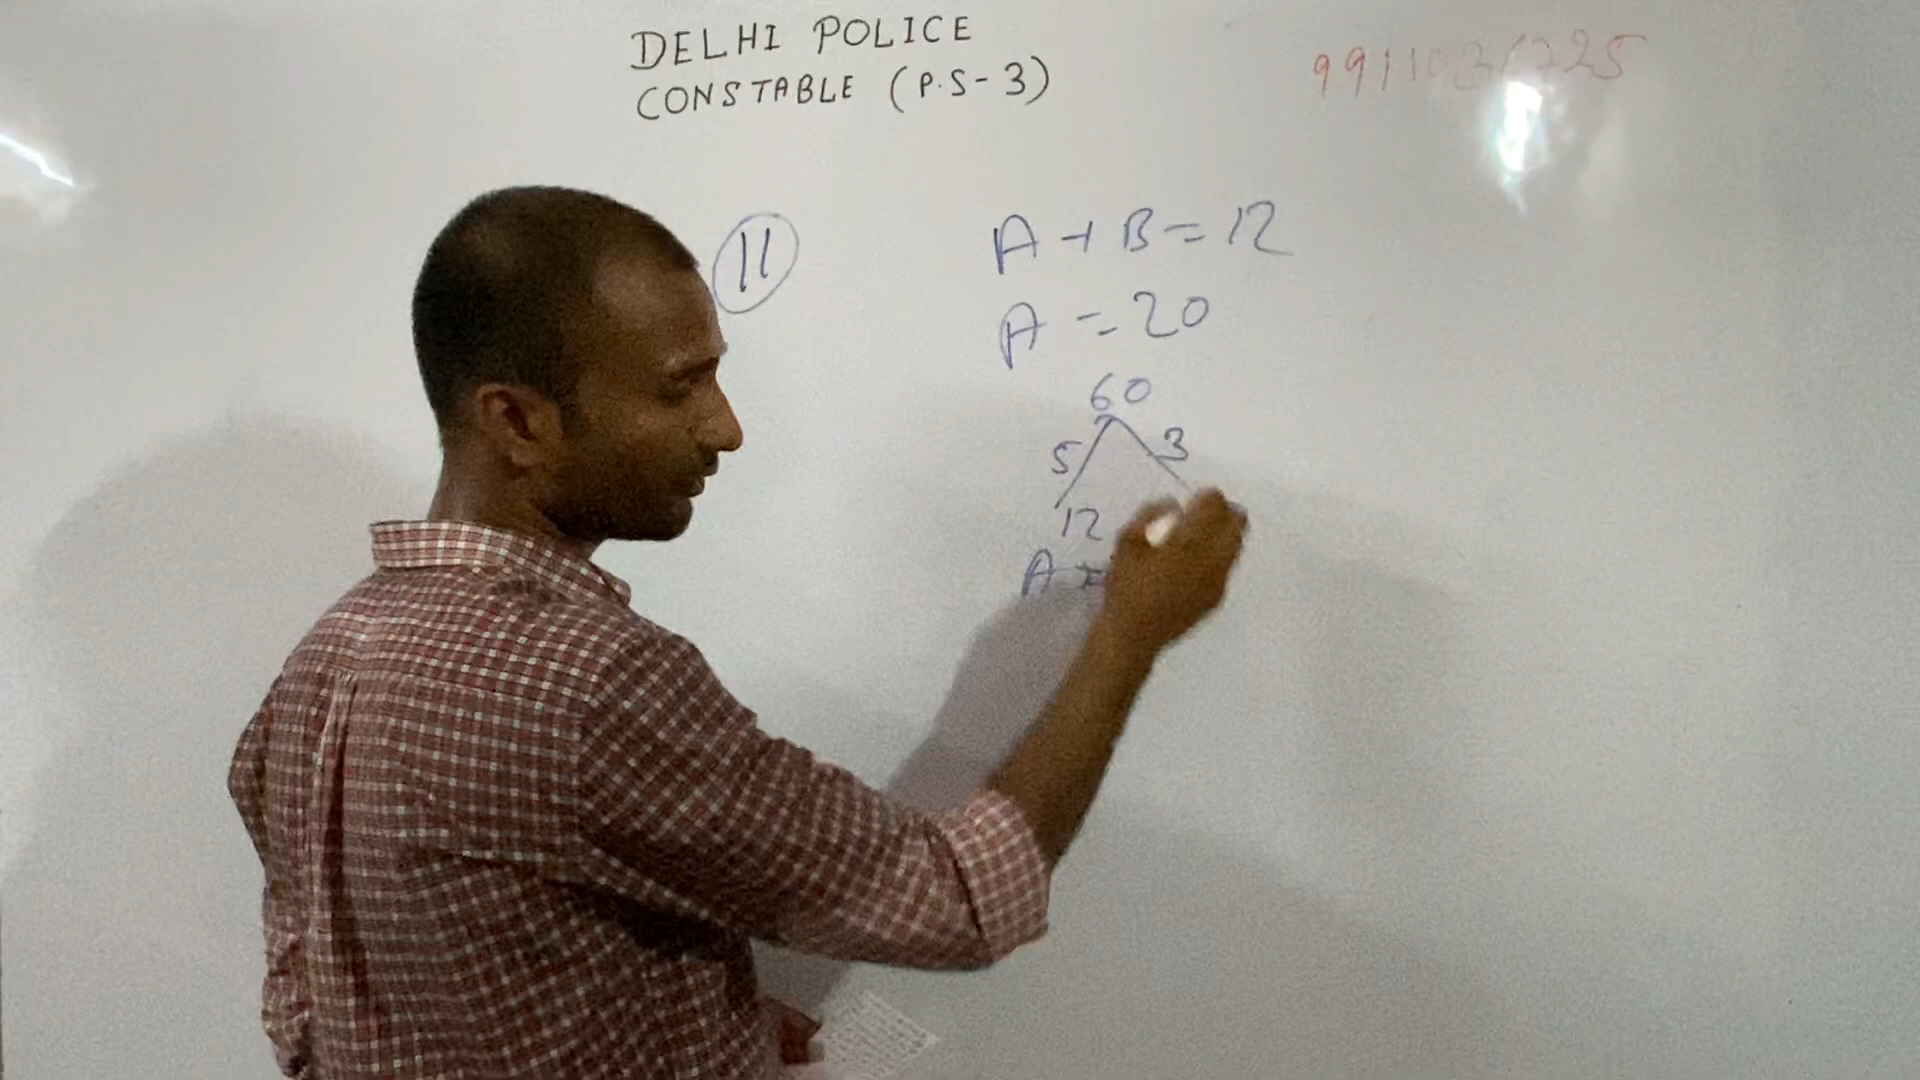 DELHI POLICE
CONSTABLE (P.S-3)
11
A + B = 12
A = 20
60
5 3
12
A +